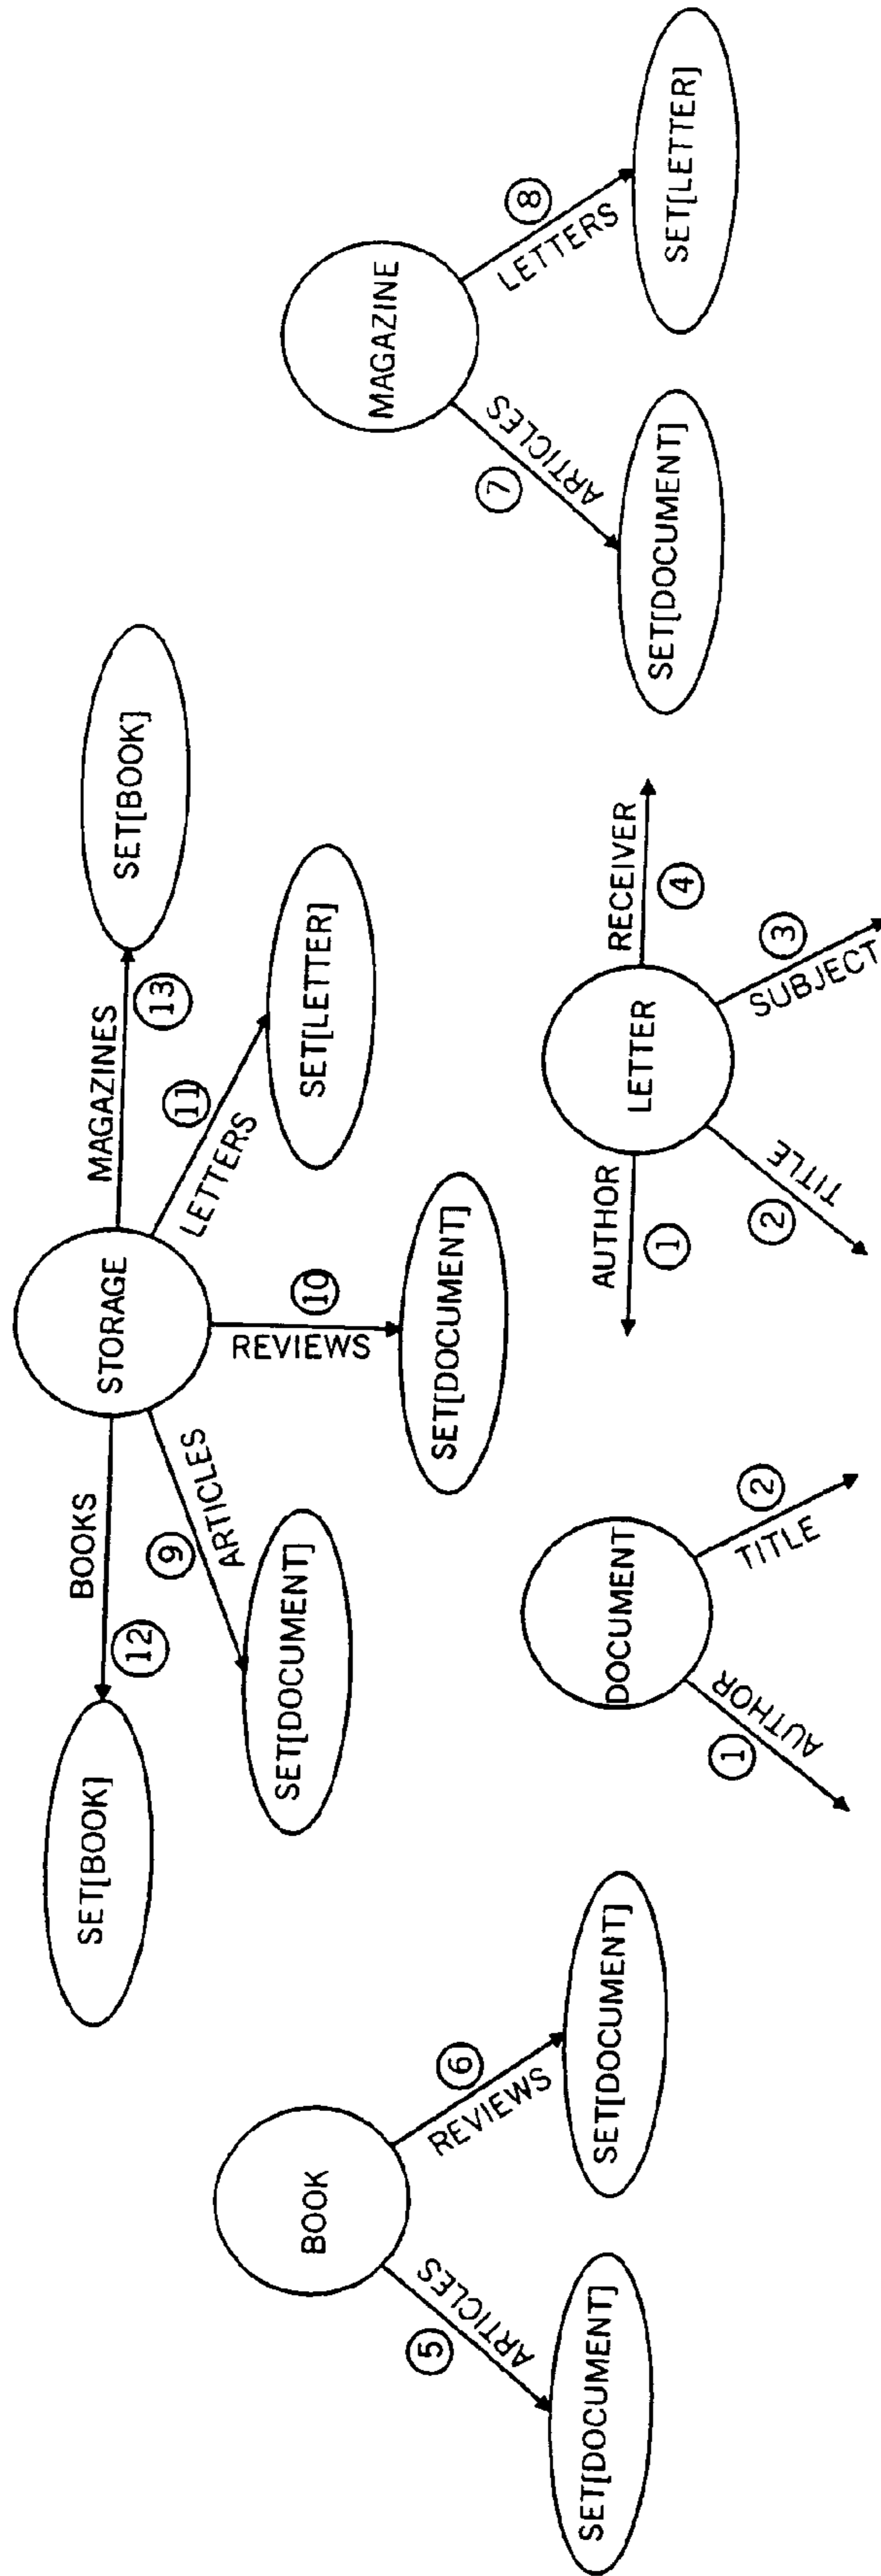 STORAGE
BOOKS
12
SET[BOOK]
ARTICLES
9
SET[DOCUMENT]
REVIEWS
10
SET[DOCUMENT]
LETTERS
11
SET[LETTER]
MAGAZINES
13
SET[BOOK]
BOOK
ARTICLES
5
SET[DOCUMENT]
REVIEWS
6
SET[DOCUMENT]
DOCUMENT
AUTHOR
1
TITLE
2
LETTER
AUTHOR
1
TITLE
2
SUBJECT
3
RECEIVER
4
MAGAZINE
ARTICLES
7
SET[DOCUMENT]
LETTERS
8
SET[LETTER]